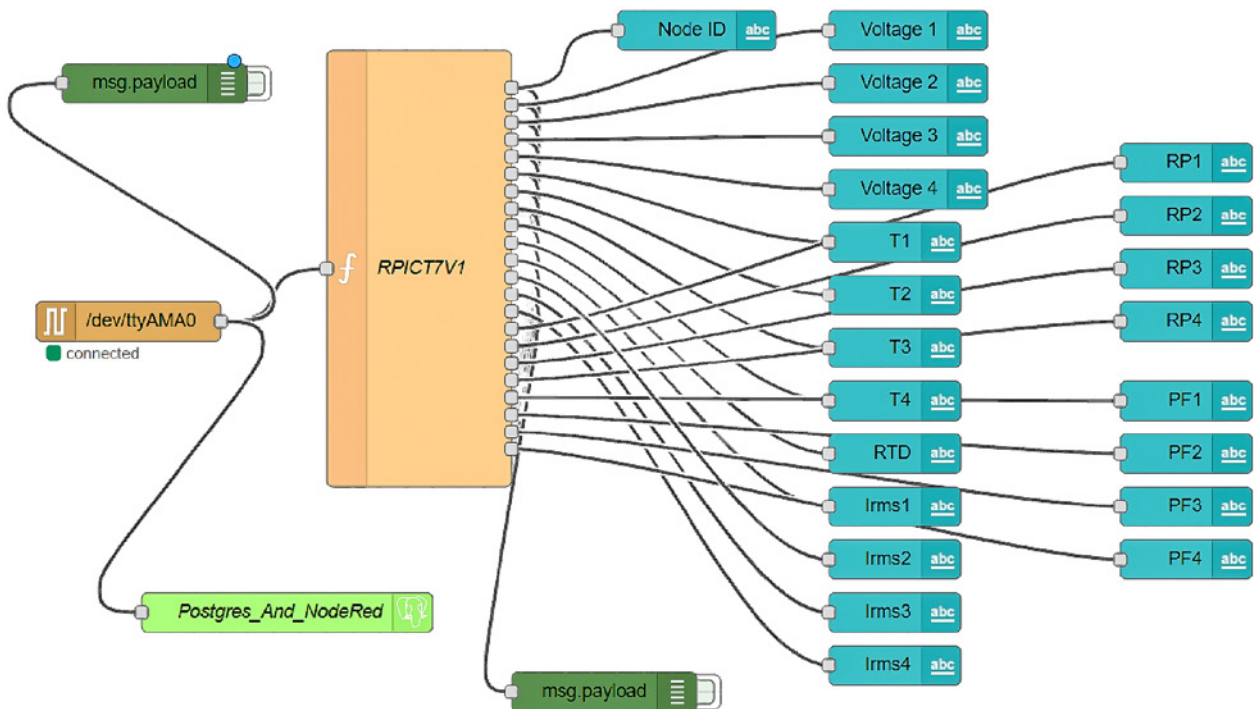 Node ID abc
Voltage 1 abc
msg.payload
Voltage 2 abc
Voltage 3 abc
RP1 abc
Voltage 4 abc
RP2 abc
T1 abc
RPICT7V1
RP3 abc
T2 abc
/dev/ttyAMA0
RP4 abc
T3 abc
connected
T4 abc
PF1 abc
RTD abc
PF2 abc
Irms1 abc
PF3 abc
Irms2 abc
PF4 abc
Postgres_And_NodeRed
Irms3 abc
Irms4 abc
msg.payload